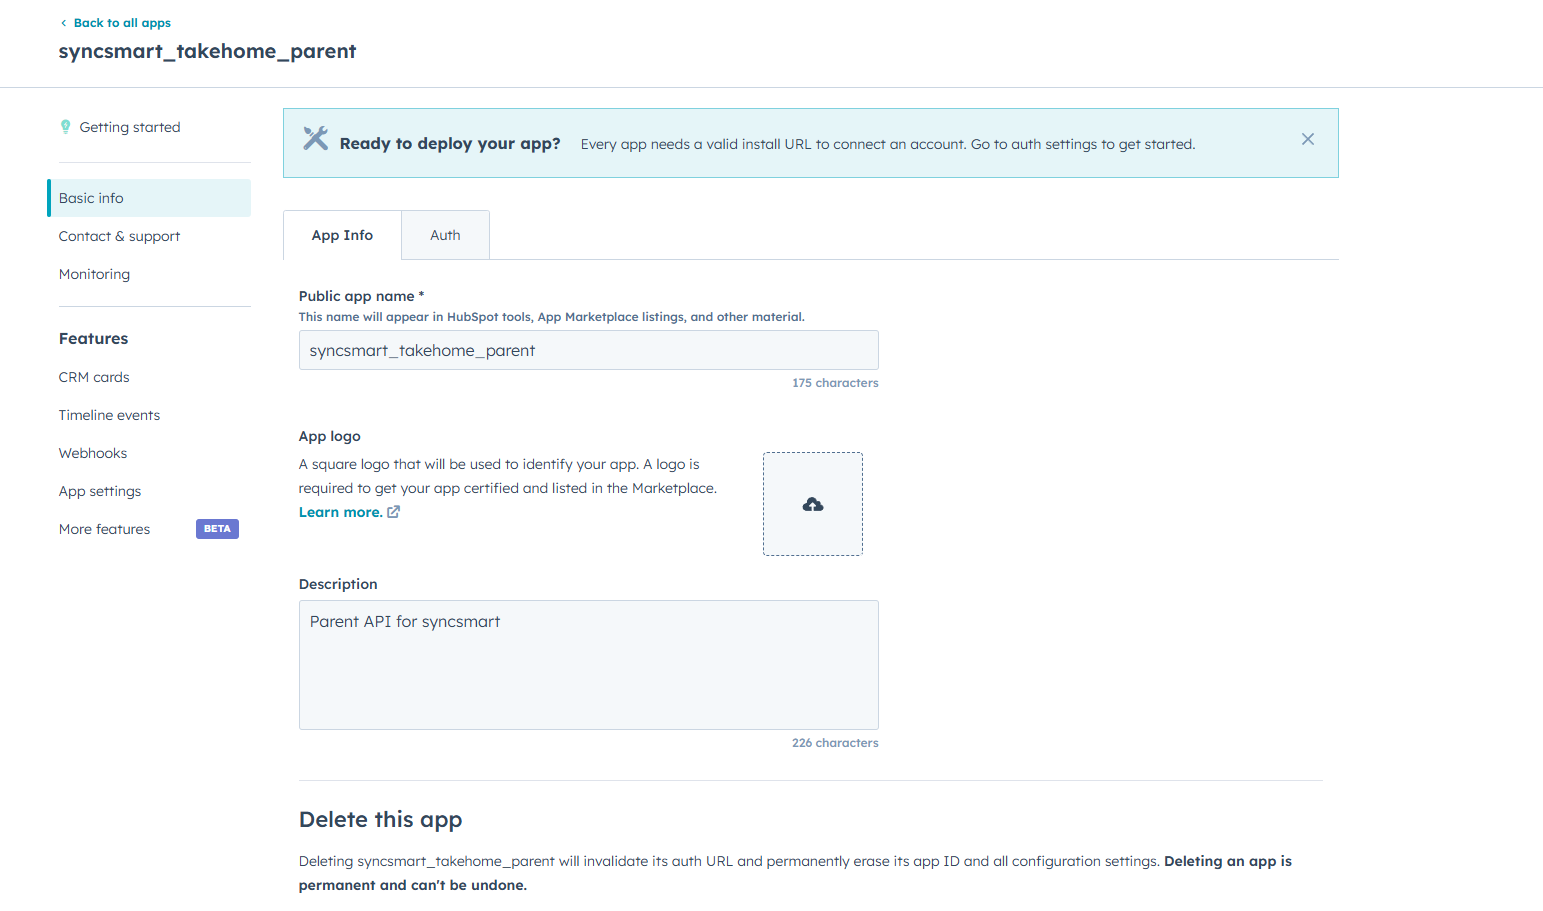 Back to all apps
syncsmart_takehome_parent
Getting started
Basic info
Contact & support
Monitoring
Features
CRM cards
Timeline events
Webhooks
App settings
More features BETA
Ready to deploy your app? Every app needs a valid install URL to connect an account. Go to auth settings to get started.
App Info Auth
Public app name *
This name will appear in HubSpot tools, App Marketplace listings, and other material.
syncsmart_takehome_parent
175 characters
App logo
A square logo that will be used to identify your app. A logo is
required to get your app certified and listed in the Marketplace.
Learn more.
Description
Parent API for syncsmart
226 characters
Delete this app
Deleting syncsmart_takehome_parent will invalidate its auth URL and permanently erase its app ID and all configuration settings. Deleting an app is
permanent and can't be undone.